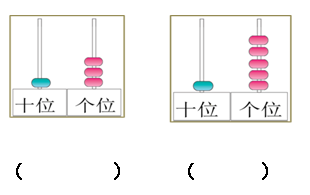 十位 个位 十位 个位
( ) ( )